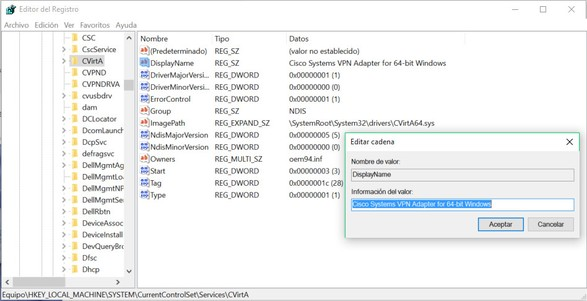 Editor del Registro
Archivo Edición Ver Favoritos Ayuda
CSC
CscService
CVirtA
CVPND
CVPNDRVA
cvusbdrv
dam
DCLocator
DcomLaunch
DcpSvc
defragsvc
DellMgmtAg
DellMgmtLo
DellMgmtNF
DellMgmtSe
DellRbtn
DeviceAssoc
DeviceInstall
DevQueryBro
Dfsc
Dhcp
Nombre Tipo Datos
(Predeterminado) REG_SZ (valor no establecido)
DisplayName REG_SZ Cisco Systems VPN Adapter for 64-bit Windows
DriverMajorVersi... REG_DWORD 0x00000001 (1)
DriverMinorVersi... REG_DWORD 0x00000000 (0)
ErrorControl REG_DWORD 0x00000001 (1)
Group REG_SZ NDIS
ImagePath REG_EXPAND_SZ \SystemRoot\System32\drivers\CVirtA64.sys
NdisMajorVersion REG_DWORD 0x00000005 (5)
NdisMinorVersion REG_DWORD 0x00000000 (0)
Owners REG_MULTI_SZ oem94.inf
Start REG_DWORD 0x00000003 (3)
Tag REG_DWORD 0x0000001c (28)
Type REG_DWORD 0x00000001 (1)
Editar cadena
Nombre de valor:
DisplayName
Información del valor:
Cisco Systems VPN Adapter for 64-bit Windows
Aceptar Cancelar
Equipo\HKEY_LOCAL_MACHINE\SYSTEM\CurrentControlSet\Services\CVirtA